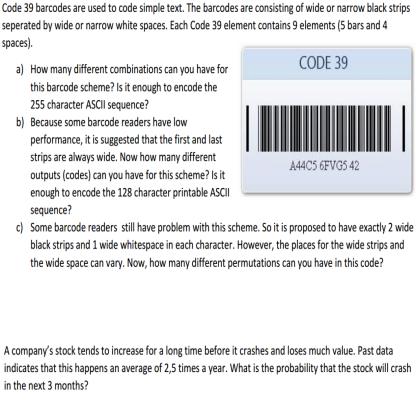 Code 39 barcodes are used to code simple text. The barcodes are consisting of wide or narrow black strips
seperated by wide or narrow white spaces. Each Code 39 element contains 9 elements (5 bars and 4
spaces).
a) How many different combinations can you have for
this barcode scheme? Is it enough to encode the
255 character ASCII sequence?
b) Because some barcode readers have low
performance, it is suggested that the first and last
strips are always wide. Now how many different
outputs (codes) can you have for this scheme? Is it
enough to encode the 128 character printable ASCII
sequence?
CODE 39
A44C5 6FVG5 42
c) Some barcode readers still have problem with this scheme. So it is proposed to have exactly 2 wide
black strips and 1 wide whitespace in each character. However, the places for the wide strips and
the wide space can vary. Now, how many different permutations can you have in this code?
A company's stock tends to increase for a long time before it crashes and loses much value. Past data
indicates that this happens an average of 2,5 times a year. What is the probability that the stock will crash
in the next 3 months?